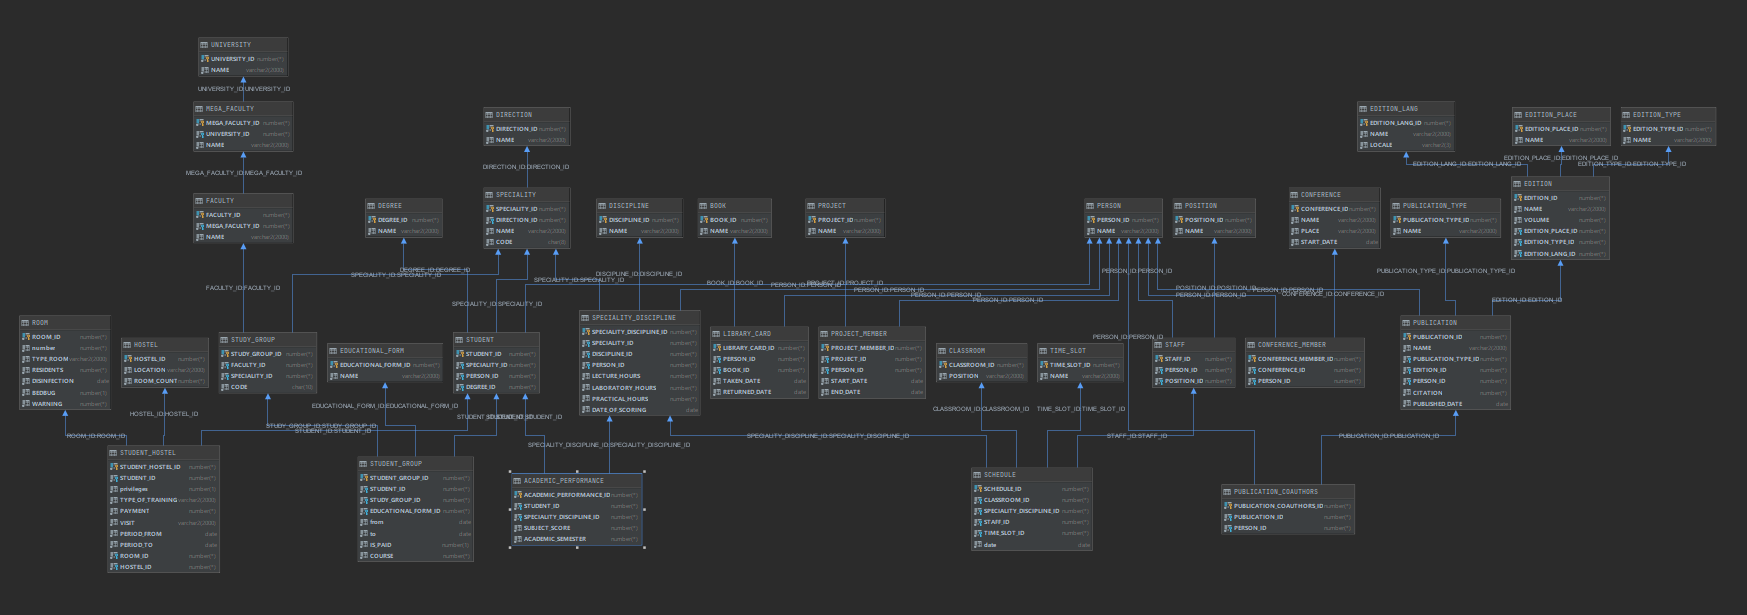 UNIVERSITY
UNIVERSITY_ID number(*)
NAME varchar2(2000)
UNIVERSITY_ID:UNIVERSITY_ID
MEGA_FACULTY
MEGA_FACULTY_ID number(*)
UNIVERSITY_ID number(*)
NAME varchar2(2000)
MEGA_FACULTY_ID:MEGA_FACULTY_ID
FACULTY
FACULTY_ID number(*)
MEGA_FACULTY_ID number(*)
NAME varchar2(2000)
FACULTY_ID:FACULTY_ID
DIRECTION
DIRECTION_ID number(*)
NAME varchar2(2000)
DIRECTION_ID:DIRECTION_ID
DEGREE
DEGREE_ID number(*)
NAME varchar2(2000)
DEGREE_ID:DEGREE_ID
SPECIALITY
SPECIALITY_ID number(*)
DIRECTION_ID number(*)
NAME varchar2(2000)
CODE char(8)
SPECIALITY_ID:SPECIALITY_ID
SPECIALITY_ID:SPECIALITY_ID
SPECIALITY_ID:SPECIALITY_ID
DISCIPLINE
DISCIPLINE_ID number(*)
NAME varchar2(2000)
DISCIPLINE_ID:DISCIPLINE_ID
BOOK
BOOK_ID number(*)
NAME varchar2(2000)
BOOK_ID:BOOK_ID
PROJECT
PROJECT_ID number(*)
NAME varchar2(2000)
PROJECT_ID:PROJECT_ID
PERSON
PERSON_ID number(*)
NAME varchar2(2000)
PERSON_ID:PERSON_ID
PERSON_ID:PERSON_ID
PERSON_ID:PERSON_ID
PERSON_ID:PERSON_ID
PERSON_ID:PERSON_ID
PERSON_ID:PERSON_ID
PERSON_ID:PERSON_ID
PERSON_ID:PERSON_ID
POSITION
POSITION_ID number(*)
NAME varchar2(2000)
POSITION_ID:POSITION_ID
CONFERENCE
CONFERENCE_ID number(*)
NAME varchar2(2000)
PLACE varchar2(2000)
START_DATE date
CONFERENCE_ID:CONFERENCE_ID
EDITION_LANG
EDITION_LANG_ID number(*)
NAME varchar2(2000)
LOCALE
EDITION_LANG_ID:EDITION_LANG_ID
EDITION_PLACE
EDITION_PLACE_ID number(*)
NAME varchar2(2000)
EDITION_PLACE_ID:EDITION_PLACE_ID
EDITION_TYPE
EDITION_TYPE_ID number(*)
NAME varchar2(2000)
EDITION_TYPE_ID:EDITION_TYPE_ID
PUBLICATION_TYPE
PUBLICATION_TYPE_ID number(*)
NAME varchar2(2000)
PUBLICATION_TYPE_ID:PUBLICATION_TYPE_ID
EDITION
EDITION_ID number(*)
NAME varchar2(2000)
VOLUME number(*)
EDITION_PLACE_ID number(*)
EDITION_TYPE_ID number(*)
EDITION_LANG_ID number(*)
EDITION_ID:EDITION_ID
ROOM
ROOM_ID number(*)
number number(*)
TYPE_ROOM varchar2(2000)
RESIDENTS number(*)
DISINFECTION date
BEDBUG number(1)
WARNING number(*)
ROOM_ID:ROOM_ID
HOSTEL
HOSTEL_ID number(*)
LOCATION varchar2(2000)
ROOM_COUNT number(*)
HOSTEL_ID:HOSTEL_ID
STUDY_GROUP
STUDY_GROUP_ID number(*)
FACULTY_ID number(*)
SPECIALITY_ID number(*)
CODE
STUDY_GROUP_ID:STUDY_GROUP_ID
EDUCATIONAL_FORM
EDUCATIONAL_FORM_ID number(*)
NAME varchar2(2000)
EDUCATIONAL_FORM_ID:EDUCATIONAL_FORM_ID
STUDENT
STUDENT_ID number(*)
SPECIALITY_ID number(*)
PERSON_ID number(*)
DEGREE_ID number(*)
STUDENT_ID:STUDENT_ID
STUDENT_ID:STUDENT_ID
STUDENT_ID:STUDENT_ID
SPECIALITY_DISCIPLINE
SPECIALITY_DISCIPLINE_ID number(*)
SPECIALITY_ID number(*)
DISCIPLINE_ID number(*)
PERSON_ID number(*)
LECTURE_HOURS number(*)
LABORATORY_HOURS number(*)
PRACTICAL_HOURS number(*)
DATE_OF_SCORING date
SPECIALITY_DISCIPLINE_ID:SPECIALITY_DISCIPLINE_ID
SPECIALITY_DISCIPLINE_ID:SPECIALITY_DISCIPLINE_ID
LIBRARY_CARD
LIBRARY_CARD_ID number(*)
PERSON_ID number(*)
BOOK_ID number(*)
TAKEN_DATE date
RETURNED_DATE date
PROJECT_MEMBER
PROJECT_MEMBER_ID number(*)
PROJECT_ID number(*)
PERSON_ID number(*)
START_DATE date
END_DATE date
CLASSROOM
CLASSROOM_ID number(*)
POSITION varchar2(2000)
CLASSROOM_ID:CLASSROOM_ID
TIME_SLOT
TIME_SLOT_ID number(*)
NAME varchar2(2000)
TIME_SLOT_ID:TIME_SLOT_ID
STAFF
STAFF_ID number(*)
PERSON_ID number(*)
POSITION_ID number(*)
STAFF_ID:STAFF_ID
CONFERENCE_MEMBER
CONFERENCE_MEMBER_ID number(*)
CONFERENCE_ID number(*)
PERSON_ID number(*)
PUBLICATION
PUBLICATION_ID number(*)
NAME varchar2(2000)
PUBLICATION_TYPE_ID number(*)
EDITION_ID number(*)
PERSON_ID number(*)
CITATION number(*)
PUBLISHED_DATE date
PUBLICATION_ID:PUBLICATION_ID
STUDENT_HOSTEL
STUDENT_HOSTEL_ID number(*)
STUDENT_ID number(*)
privileges number(1)
TYPE_OF_TRAINING varchar2(2000)
PAYMENT number(*)
VISIT varchar2(2000)
PERIOD_FROM date
PERIOD_TO date
ROOM_ID number(*)
HOSTEL_ID number(*)
STUDENT_GROUP
STUDENT_GROUP_ID number(*)
STUDENT_ID number(*)
STUDY_GROUP_ID number(*)
EDUCATIONAL_FORM_ID number(*)
from date
to date
IS_PAID number(1)
COURSE number(*)
ACADEMIC_PERFORMANCE
ACADEMIC_PERFORMANCE_ID number(*)
STUDENT_ID number(*)
SPECIALITY_DISCIPLINE_ID number(*)
SUBJECT_SCORE number(*)
ACADEMIC_SEMESTER number(*)
SCHEDULE
SCHEDULE_ID number(*)
CLASSROOM_ID number(*)
SPECIALITY_DISCIPLINE_ID number(*)
STAFF_ID number(*)
TIME_SLOT_ID number(*)
date date
PUBLICATION_COAUTHORS
PUBLICATION_COAUTHORS_ID number(*)
PUBLICATION_ID number(*)
PERSON_ID number(*)